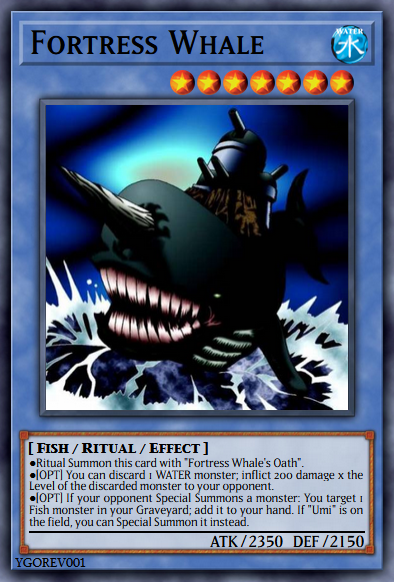 Fortress Whale
WATER
水
[ Fish / Ritual / Effect ]
●Ritual Summon this card with "Fortress Whale's Oath".
●[OPT] You can discard 1 WATER monster; inflict 200 damage x the
Level of the discarded monster to your opponent.
●[OPT] If your opponent Special Summons a monster: You target 1
Fish monster in your Graveyard; add it to your hand. If "Umi" is on
the field, you can Special Summon it instead.
ATK / 2350 DEF / 2150
YGOREV001